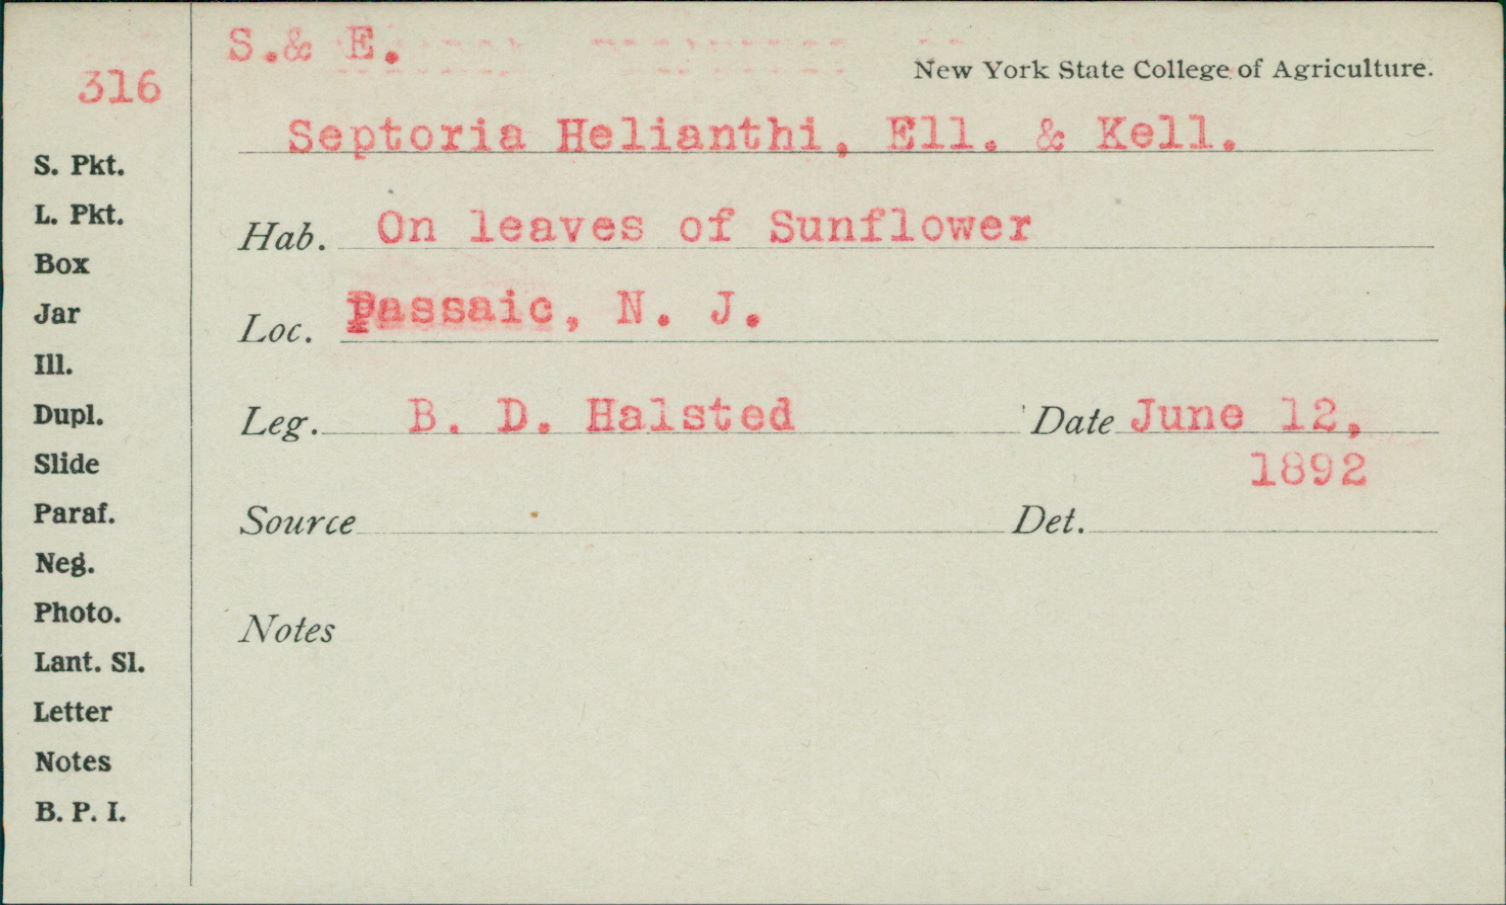 S.& E.
New York State College of Agriculture.
316
Septoria Helianthi, Ell. & Kell.
S. Pkt.
L. Pkt.
Hab. On leaves of Sunflower
Box
Jar
Loc. Passaic, N. J.
Ill.
Dupl.
Leg. B. D. Halsted Date June 12,
1892
Slide
Paraf.
Source Det.
Neg.
Photo.
Notes
Lant. Sl.
Letter
Notes
B. P. I.